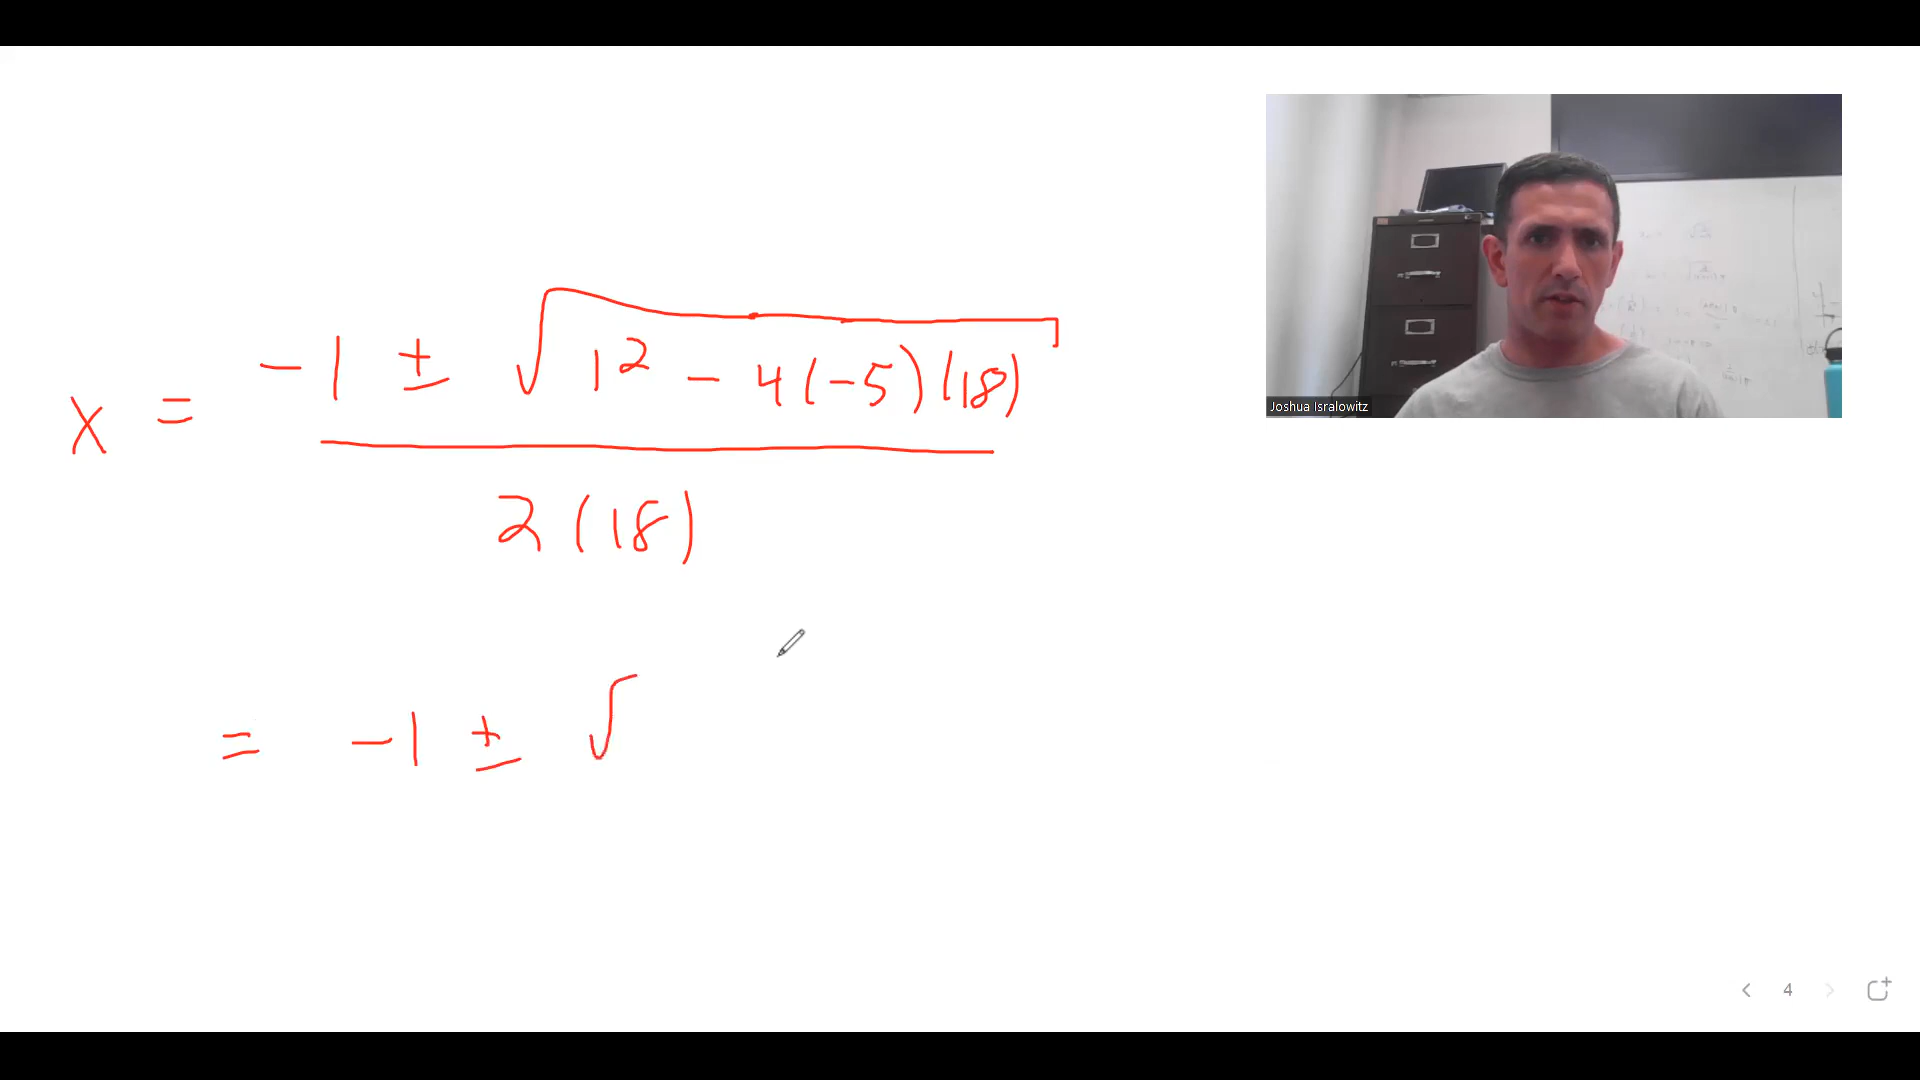 x = -1 ± √1² - 4(-5)(18)
2(18)
= -1 ± √
Joshua Isralowitz
4